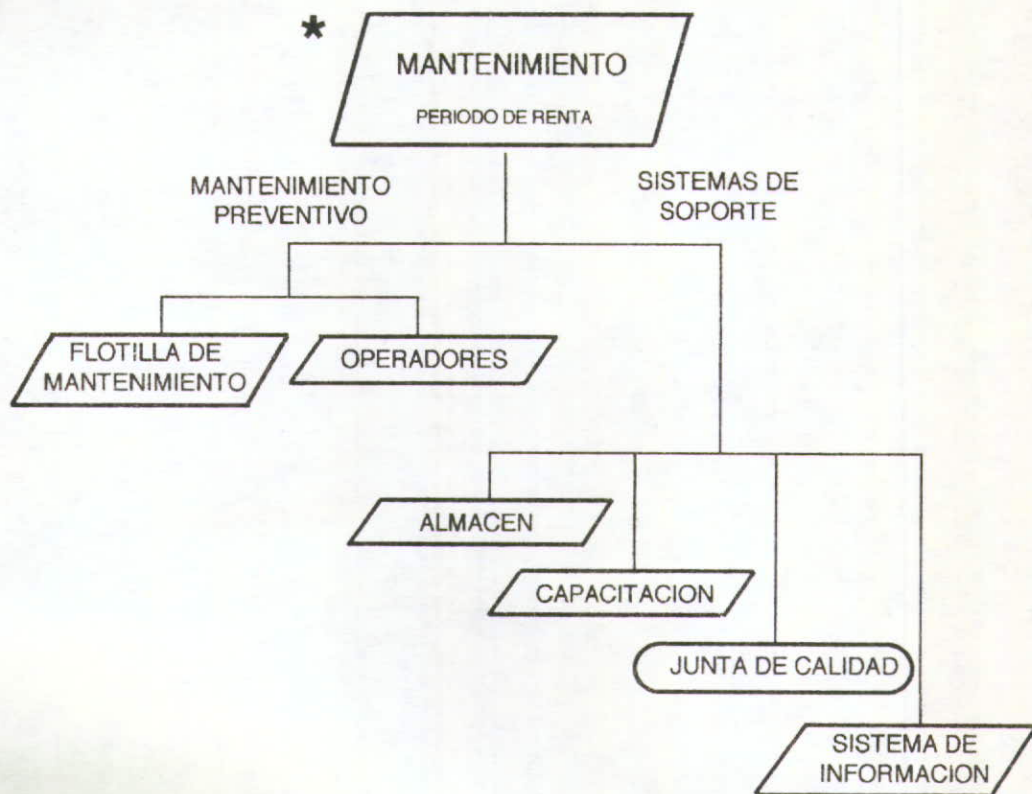 *
MANTENIMIENTO
PERIODO DE RENTA
MANTENIMIENTO
PREVENTIVO
SISTEMAS DE
SOPORTE
FLOTILLA DE
MANTENIMIENTO
OPERADORES
ALMACEN
CAPACITACION
JUNTA DE CALIDAD
SISTEMA DE
INFORMACION